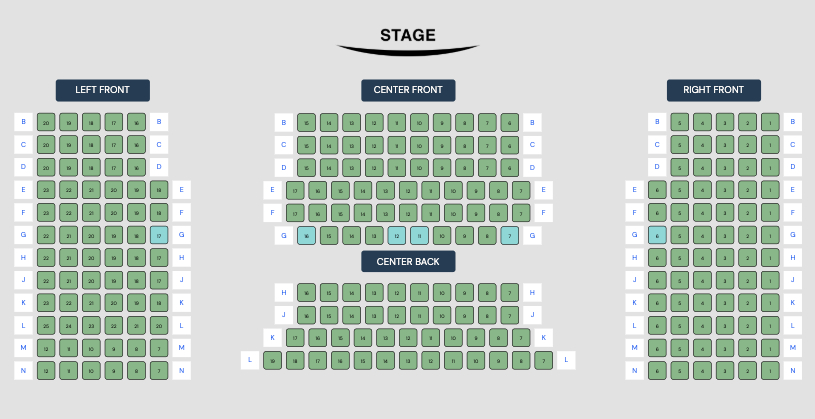 STAGE
LEFT FRONT
B 20 19 18 17 16 B
C 20 19 18 17 16 C
D 20 19 18 17 16 D
E 23 22 21 20 19 18 E
F 23 22 21 20 19 18 F
G 22 21 20 19 18 17 G
H 22 21 20 19 18 17 H
J 22 21 20 19 18 17 J
K 23 22 21 20 19 18 K
L 25 24 23 22 21 20 L
M 12 11 10 9 8 7 M
N 12 11 10 9 8 7 N
CENTER FRONT
B 15 14 13 12 11 10 9 8 7 6 B
C 15 14 13 12 11 10 9 8 7 6 C
D 15 14 13 12 11 10 9 8 7 6 D
E 17 16 15 14 13 12 11 10 9 8 7 E
F 17 16 15 14 13 12 11 10 9 8 7 F
G 16 15 14 13 12 11 10 9 8 7 G
CENTER BACK
H 16 15 14 13 12 11 10 9 8 7 H
J 16 15 14 13 12 11 10 9 8 7 J
K 17 16 15 14 13 12 11 10 9 8 7 K
L 19 18 17 16 15 14 13 12 11 10 9 8 7 L
RIGHT FRONT
B 5 4 3 2 1 B
C 5 4 3 2 1 C
D 5 4 3 2 1 D
E 6 5 4 3 2 1 E
F 6 5 4 3 2 1 F
G 6 5 4 3 2 1 G
H 6 5 4 3 2 1 H
J 6 5 4 3 2 1 J
K 6 5 4 3 2 1 K
L 6 5 4 3 2 1 L
M 6 5 4 3 2 1 M
N 6 5 4 3 2 1 N